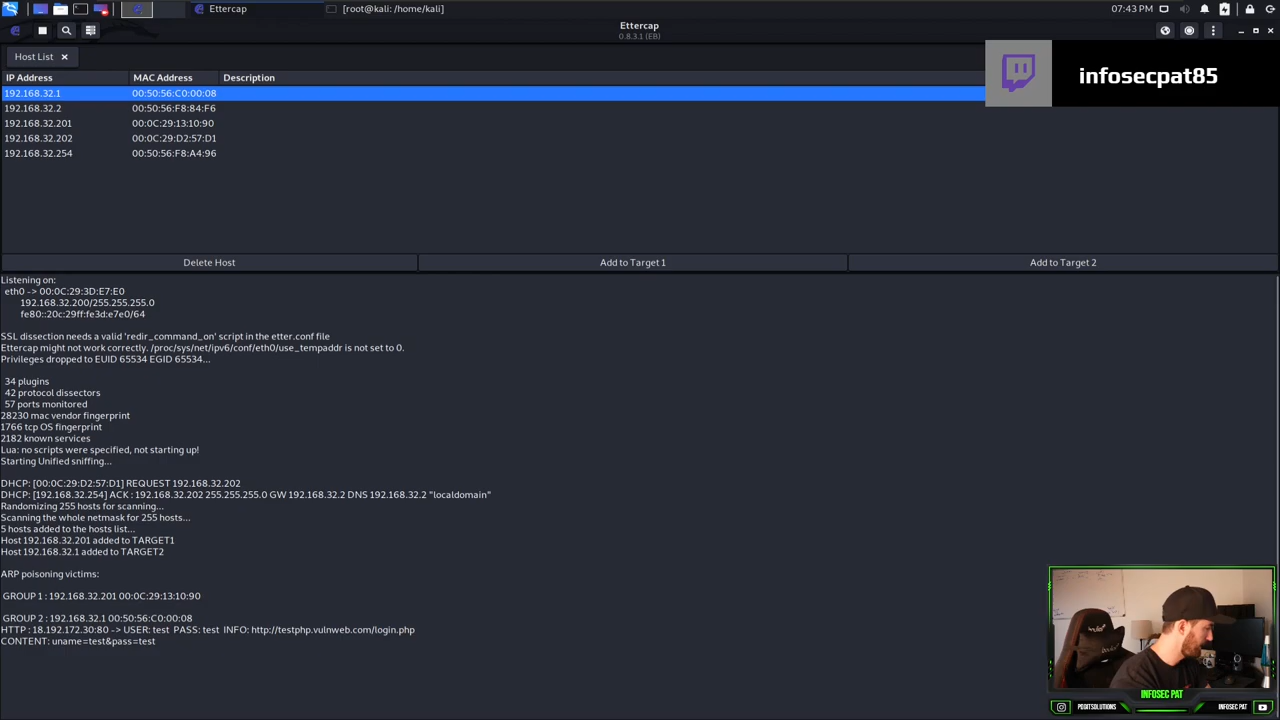 Ettercap
[root@kali: /home/kali]
07:43 PM
Ettercap
0.8.3.1 (EB)
Host List
infosecpat85
IP Address MAC Address Description
192.168.32.1 00:50:56:C0:00:08
192.168.32.2 00:50:56:F8:84:F6
192.168.32.201 00:0C:29:13:10:90
192.168.32.202 00:0C:29:D2:57:D1
192.168.32.254 00:50:56:F8:A4:96
Delete Host Add to Target 1 Add to Target 2
Listening on:
eth0 -> 00:0C:29:3D:E7:E0
192.168.32.200/255.255.255.0
fe80::20c:29ff:fe3d:e7e0/64
SSL dissection needs a valid 'redir_command_on' script in the etter.conf file
Ettercap might not work correctly. /proc/sys/net/ipv6/conf/eth0/use_tempaddr is not set to 0.
Privileges dropped to EUID 65534 EGID 65534...
34 plugins
42 protocol dissectors
57 ports monitored
28230 mac vendor fingerprint
1766 tcp OS fingerprint
2182 known services
Lua: no scripts were specified, not starting up!
Starting Unified sniffing...
DHCP: [00:0C:29:D2:57:D1] REQUEST 192.168.32.202
DHCP: [192.168.32.254] ACK : 192.168.32.202 255.255.255.0 GW 192.168.32.2 DNS 192.168.32.2 "localdomain"
Randomizing 255 hosts for scanning...
Scanning the whole netmask for 255 hosts...
5 hosts added to the hosts list...
Host 192.168.32.201 added to TARGET1
Host 192.168.32.1 added to TARGET2
ARP poisoning victims:
GROUP 1 : 192.168.32.201 00:0C:29:13:10:90
GROUP 2 : 192.168.32.1 00:50:56:C0:00:08
HTTP : 18.192.172.30:80 -> USER: test PASS: test INFO: http://testphp.vulnweb.com/login.php
CONTENT: uname=test&pass=test
INFOSEC PAT
PGDITSOLUTIONS
INFOSEC PAT